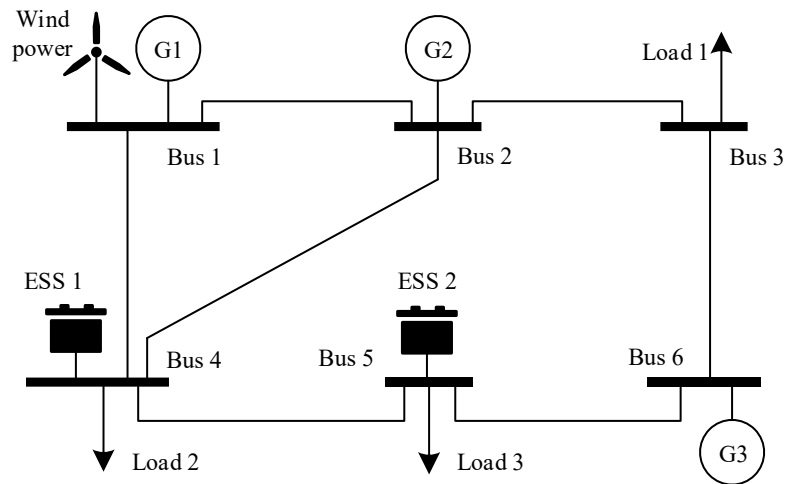 Wind
power
G1
G2
Load 1
Bus 1
Bus 2
Bus 3
ESS 1
ESS 2
Bus 4
Bus 5
Bus 6
Load 2
Load 3
G3